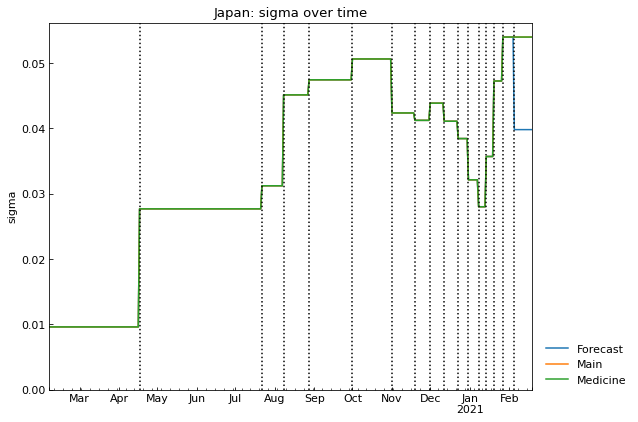 Japan: sigma over time
sigma
0.05
0.04
0.03
0.02
0.01
0.00
Mar Apr May Jun Jul Aug Sep Oct Nov Dec Jan Feb
2021
Forecast
Main
Medicine